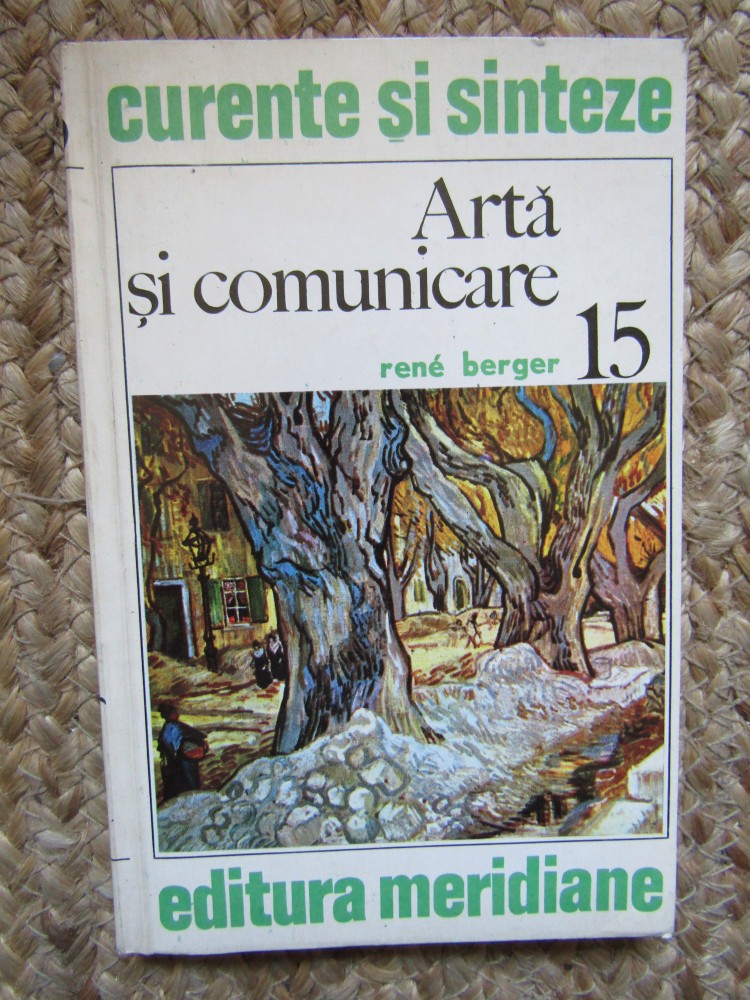 curente și sinteze
Artă
și comunicare
rené berger
15
editura meridiane